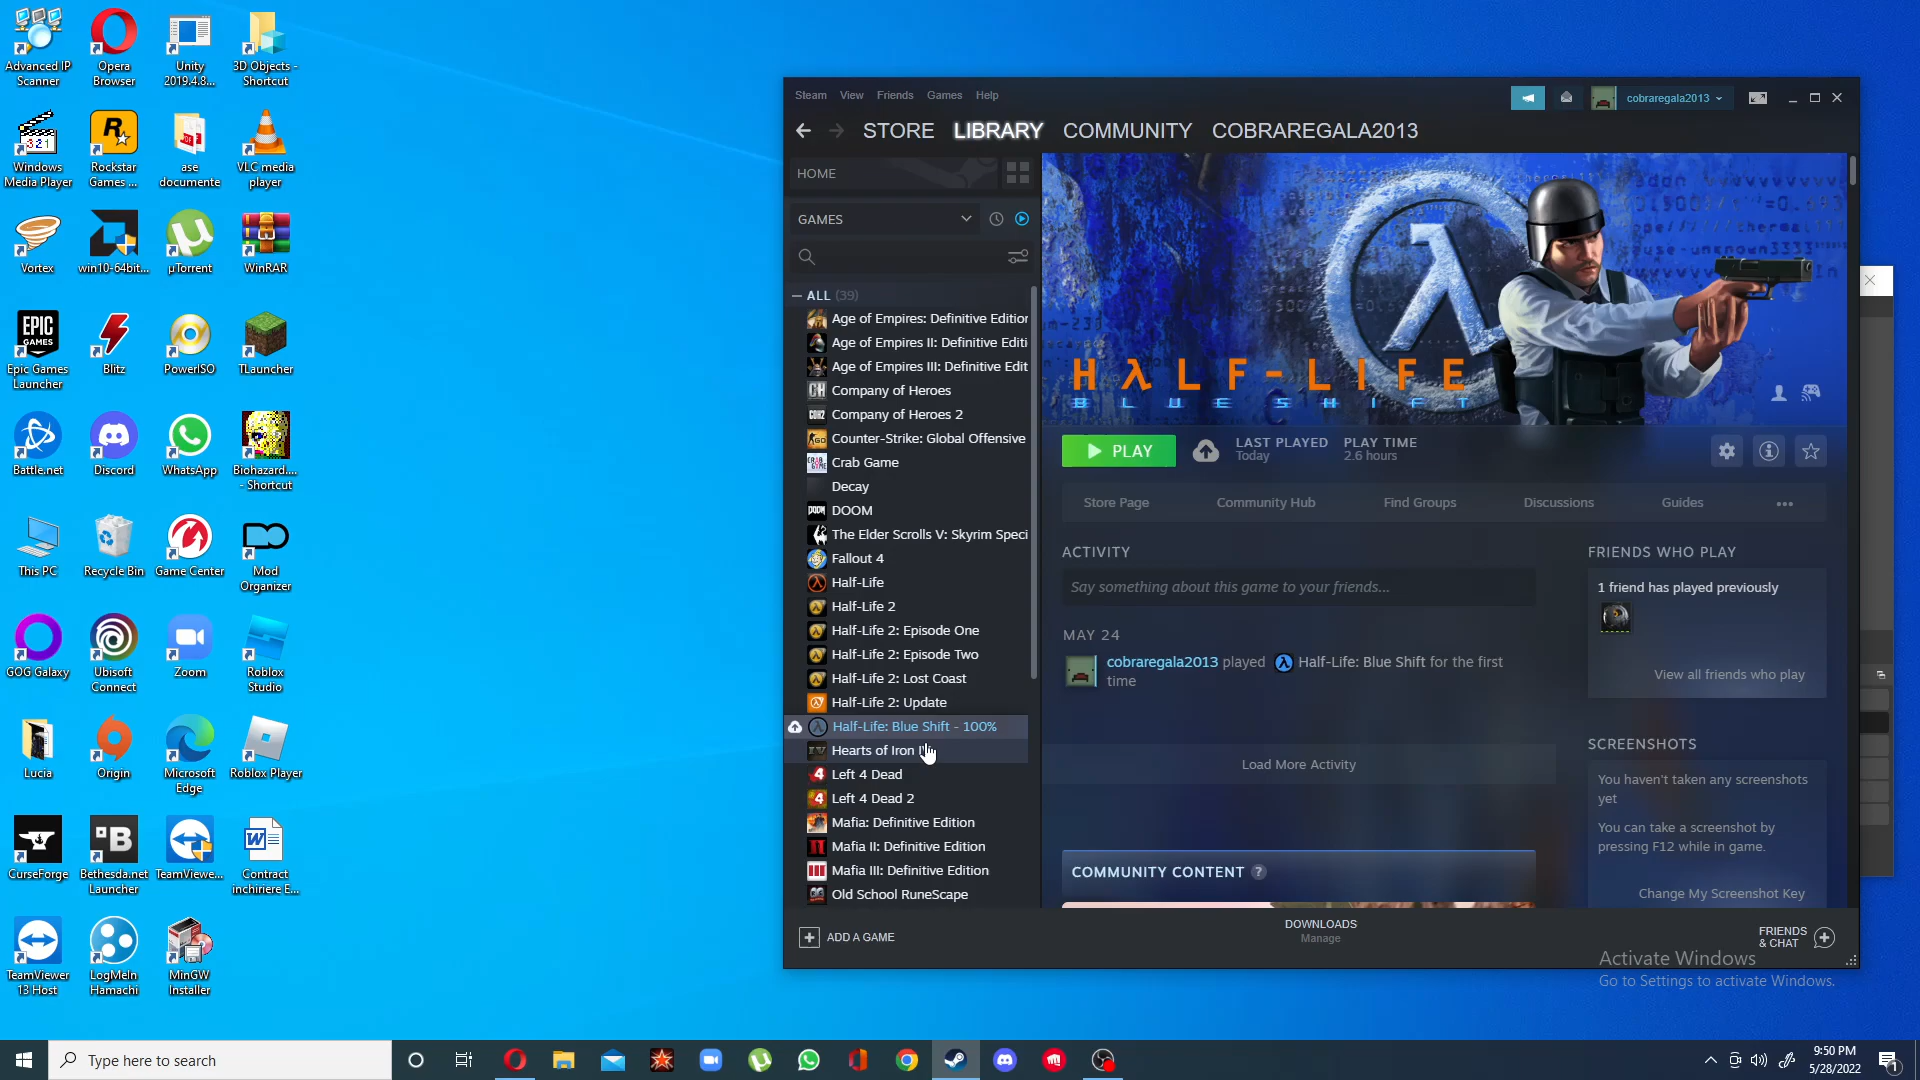 Advanced IP
Scanner
Opera
Browser
Unity
2019.4.8...
3D Objects -
Shortcut
Windows
Media Player
Rockstar
Games ...
ase
documente
VLC media
player
Vortex
win10-64bit...
µTorrent
WinRAR
Epic Games
Launcher
Blitz
PowerISO
TLauncher
Battle.net
Discord
WhatsApp
Biohazard....
- Shortcut
This PC
Recycle Bin
Game Center
Mod
Organizer
GOG Galaxy
Ubisoft
Connect
Zoom
Roblox
Studio
Lucia
Origin
Microsoft
Edge
Roblox Player
CurseForge
Bethesda.net
Launcher
TeamViewe...
Contract
inchiriere E...
TeamViewer
13 Host
LogMeIn
Hamachi
MinGW
Installer
Steam View Friends Games Help
cobraregala2013
STORE LIBRARY COMMUNITY COBRAREGALA2013
HOME
GAMES
ALL (39)
Age of Empires: Definitive Edition
Age of Empires II: Definitive Editi
Age of Empires III: Definitive Edit
Company of Heroes
Company of Heroes 2
Counter-Strike: Global Offensive
Crab Game
Decay
DOOM
The Elder Scrolls V: Skyrim Speci
Fallout 4
Half-Life
Half-Life 2
Half-Life 2: Episode One
Half-Life 2: Episode Two
Half-Life 2: Lost Coast
Half-Life 2: Update
Half-Life: Blue Shift - 100%
Hearts of Iron
Left 4 Dead
Left 4 Dead 2
Mafia: Definitive Edition
Mafia II: Definitive Edition
Mafia III: Definitive Edition
Old School RuneScape
ADD A GAME
HλLF-LIFE
BLUE SHIFT
PLAY
LAST PLAYED
Today
PLAY TIME
2.6 hours
Store Page Community Hub Find Groups Discussions Guides •••
ACTIVITY
Say something about this game to your friends...
MAY 24
cobraregala2013 played Half-Life: Blue Shift for the first
time
Load More Activity
COMMUNITY CONTENT ?
FRIENDS WHO PLAY
1 friend has played previously
View all friends who play
SCREENSHOTS
You haven't taken any screenshots
yet
You can take a screenshot by
pressing F12 while in game.
Change My Screenshot Key
DOWNLOADS
Manage
FRIENDS
& CHAT
Activate Windows
Go to Settings to activate Windows.
Type here to search
9:50 PM
5/28/2022
1